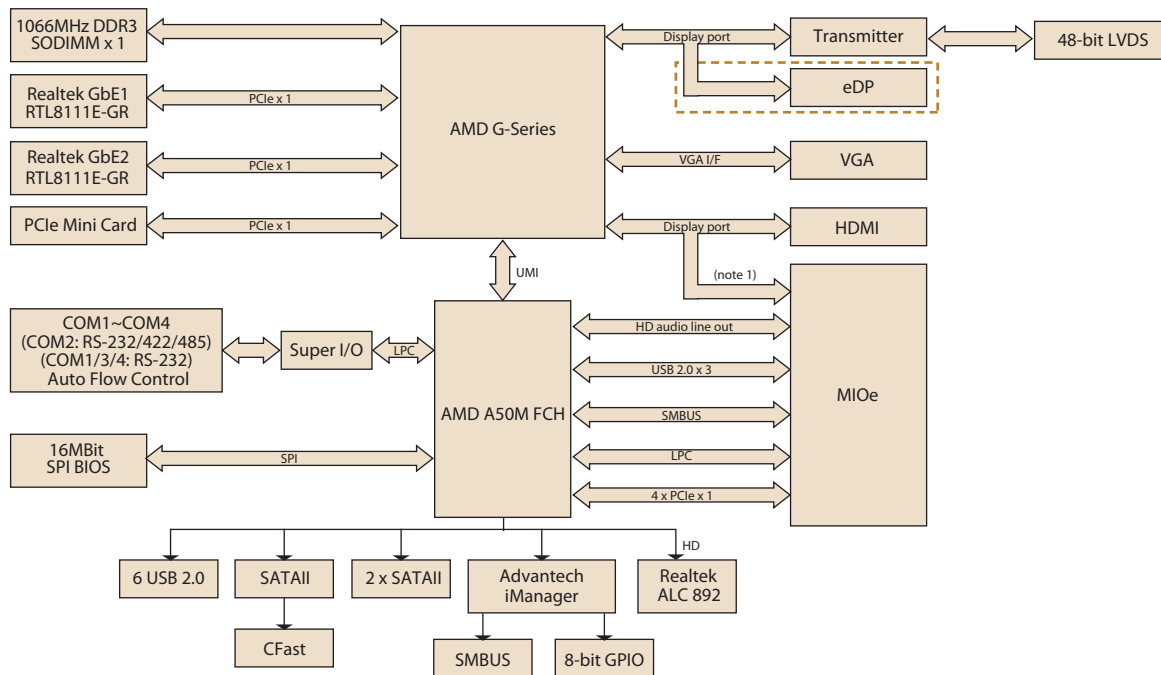 1066MHz DDR3
SODIMM x 1
Display port
Transmitter
48-bit LVDS
eDP
Realtek GbE1
RTL8111E-GR
PCIe x 1
AMD G-Series
Realtek GbE2
RTL8111E-GR
PCIe x 1
VGA I/F
VGA
PCIe Mini Card
PCIe x 1
Display port
HDMI
UMI
(note 1)
COM1~COM4
(COM2: RS-232/422/485)
(COM1/3/4: RS-232)
Auto Flow Control
Super I/O
LPC
AMD A50M FCH
HD audio line out
USB 2.0 x 3
SMBUS
LPC
4 x PCIe x 1
MIOe
16MBit
SPI BIOS
SPI
HD
6 USB 2.0
SATAII
2 x SATAII
Advantech
iManager
Realtek
ALC 892
CFast
SMBUS
8-bit GPIO